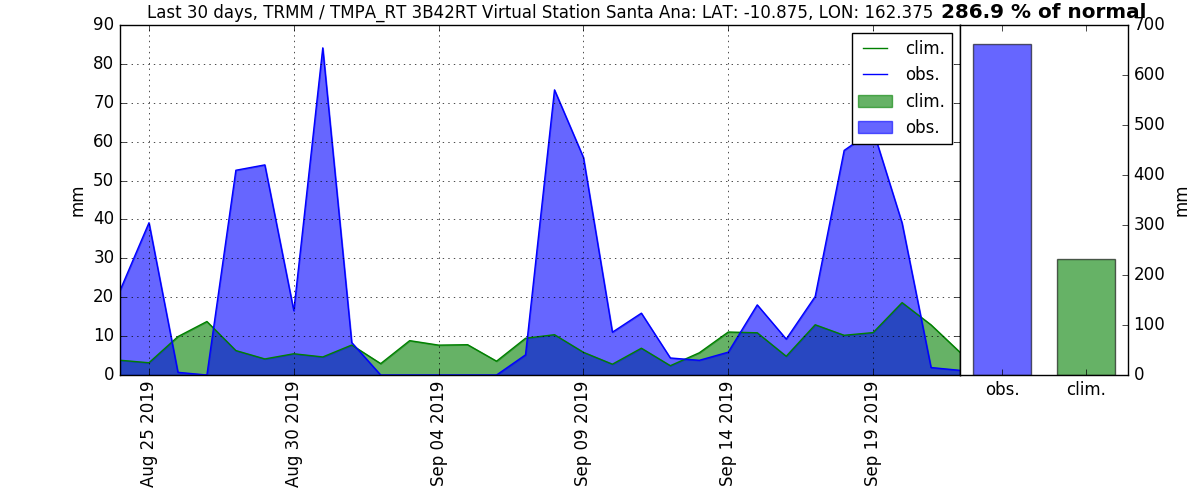 Last 30 days, TRMM / TMPA_RT 3B42RT Virtual Station Santa Ana: LAT: -10.875, LON: 162.375 286.9 % of normal
90
80
70
60
50
40
30
20
10
0
mm
clim.
obs.
clim.
obs.
Aug 25 2019
Aug 30 2019
Sep 04 2019
Sep 09 2019
Sep 14 2019
Sep 19 2019
700
600
500
400
300
200
100
0
mm
obs. clim.